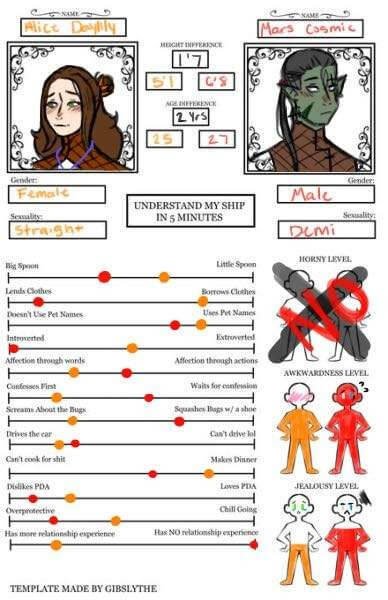 NAME
NAME
Alice Daylily
Mars Cosmic
HEIGHT DIFFERENCE
1'7
5'1
6'8
AGE DIFFERENCE
2 Yrs
25
27
Gender:
Gender:
Female
Male
Sexuality:
Sexuality:
Straight
Demi
UNDERSTAND MY SHIP
IN 5 MINUTES
Big Spoon Little Spoon
Lends Clothes Borrows Clothes
Doesn't Use Pet Names Uses Pet Names
Introverted Extroverted
Affection through words Affection through actions
Confesses First Waits for confession
Screams About the Bugs Squashes Bugs w/ a shoe
Drives the car Can't drive lol
Can't cook for shit Makes Dinner
Dislikes PDA Loves PDA
Overprotective Chill Going
Has more relationship experience Has NO relationship experience
HORNY LEVEL
NO
AWKWARDNESS LEVEL
??
JEALOUSY LEVEL
TEMPLATE MADE BY GIBSLYTHE